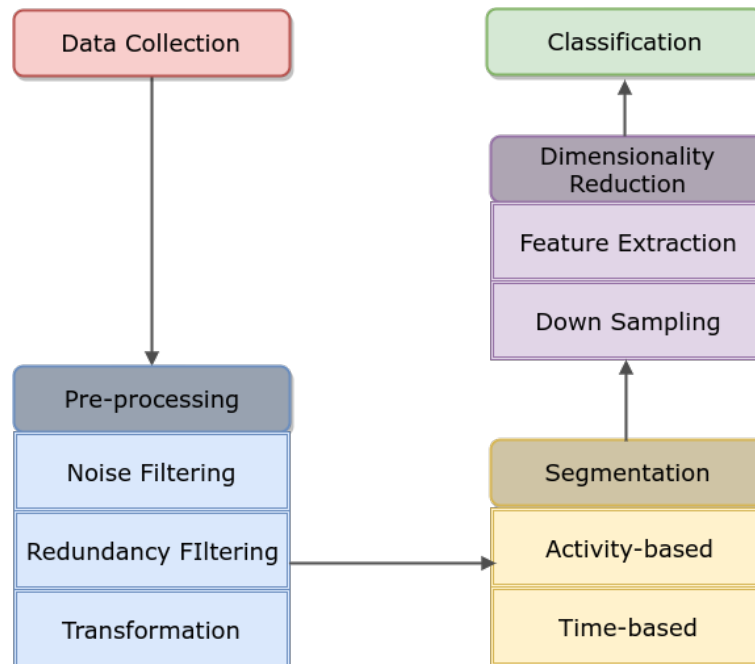 Data Collection
Pre-processing
Noise Filtering
Redundancy FIltering
Transformation
Segmentation
Activity-based
Time-based
Dimensionality
Reduction
Feature Extraction
Down Sampling
Classification